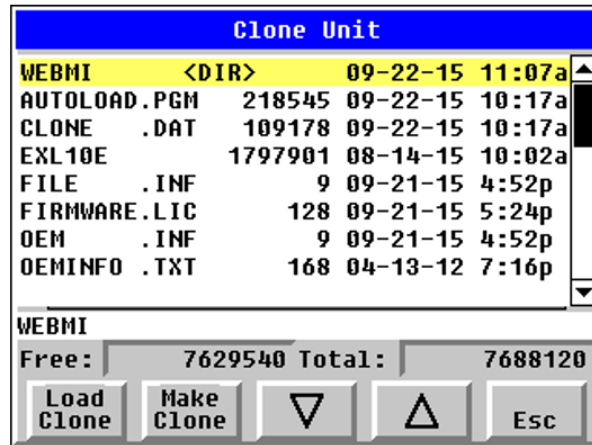 Clone Unit
WEBMI <DIR> 09-22-15 11:07a
AUTOLOAD.PGM 218545 09-22-15 10:17a
CLONE .DAT 109178 09-22-15 10:17a
EXL10E 1797901 08-14-15 10:02a
FILE .INF 9 09-21-15 4:52p
FIRMWARE.LIC 128 09-21-15 5:24p
OEM .INF 9 09-21-15 4:52p
OEMINFO .TXT 168 04-13-12 7:16p
WEBMI
Free: 7629540 Total: 7688120
Load Clone Make Clone Esc